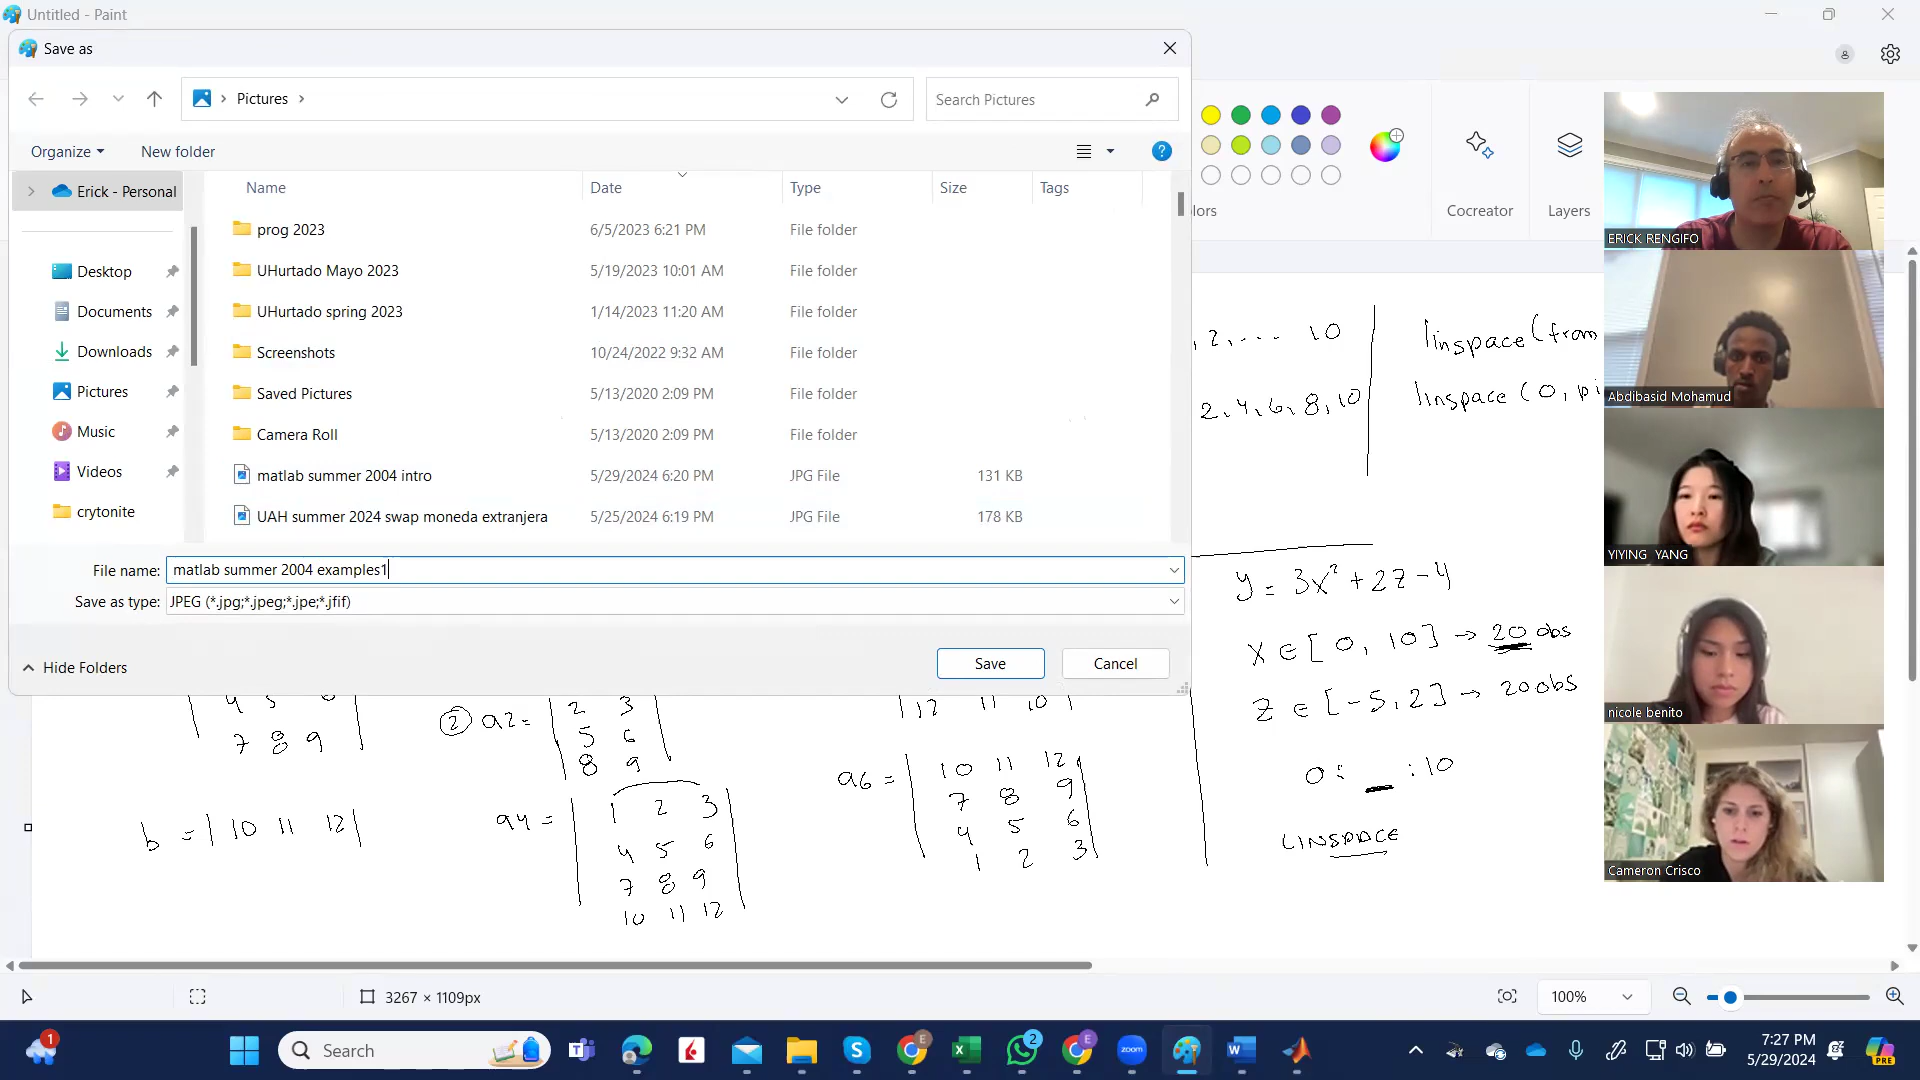 Untitled - Paint
Save as
Pictures
Search Pictures
Organize
New folder
Erick - Personal
Desktop
Documents
Downloads
Pictures
Music
Videos
crytonite
Name Date Type Size Tags
prog 2023 6/5/2023 6:21 PM File folder
UHurtado Mayo 2023 5/19/2023 10:01 AM File folder
UHurtado spring 2023 1/14/2023 11:20 AM File folder
Screenshots 10/24/2022 9:32 AM File folder
Saved Pictures 5/13/2020 2:09 PM File folder
Camera Roll 5/13/2020 2:09 PM File folder
matlab summer 2004 intro 5/29/2024 6:20 PM JPG File 131 KB
UAH summer 2024 swap moneda extranjera 5/25/2024 6:19 PM JPG File 178 KB
File name: matlab summer 2004 examples1
Save as type: JPEG (*.jpg;*.jpeg;*.jpe;*.jfif)
Hide Folders
Save
Cancel
lors
Cocreator
Layers
ERICK RENGIFO
Abdibasid Mohamud
YIYING YANG
nicole benito
Cameron Crisco
, 2, ... 10
2, 4, 6, 8, 10
linspace (from
linspace (0, pi
y = 3x² + 2z - 4
x ∈ [0, 10] → 20 obs
z ∈ [-5, 2] → 20 obs
0 : __ : 10
LINSPACE
7 8 9
b = | 10 11 12 |
② a2 = | 2 3
5 6
8 9
a4 = | 1 2 3
4 5 6
7 8 9
10 11 12
| 12 11 10 |
a6 = | 10 11 12
7 8 9
4 5 6
1 2 3
3267 × 1109px
100%
1
Search
E
2
E
zoom
7:27 PM
5/29/2024
PRE